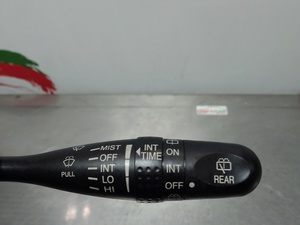 MIST
OFF
INT
LO
HI
PULL
INT
TIME
ON
INT
OFF
REAR